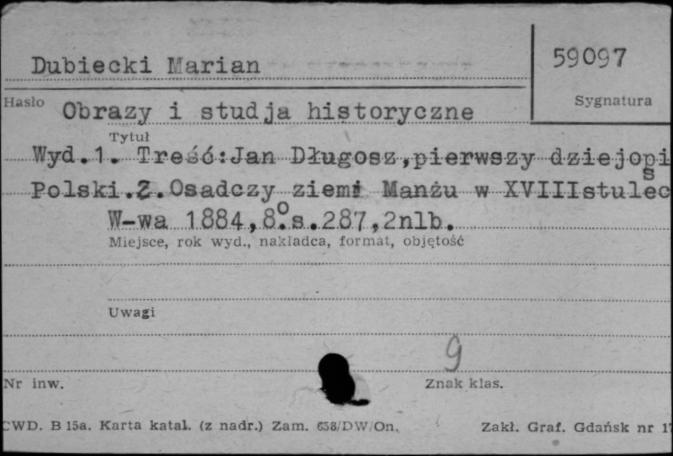 Dubiecki Marian
59097
Hasło
Sygnatura
Obrazy i studja historyczne
Tytuł
Wyd.1. Treść:Jan Długosz,pierwszy dziejopi
s
Polski.2.Osadczy ziemi Manżu w XVIIIstulec
W-wa 1884,8°.s.287,2nlb.
Miejsce, rok wyd., nakładca, format, objętość
Uwagi
9
Nr inw.
Znak klas.
CWD. B 15a. Karta katal. (z nadr.) Zam. 658/DW/On.
Zakł. Graf. Gdańsk nr 17